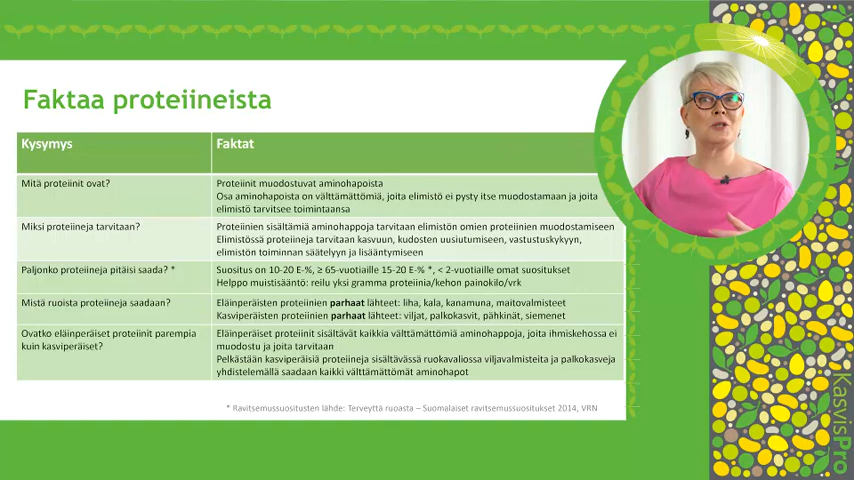 Faktaa proteiineista
Kysymys
Faktat
Mitä proteiinit ovat?
Proteiinit muodostuvat aminohapoista
Osa aminohapoista on välttämättömiä, joita elimistö ei pysty itse muodostamaan ja joita
elimistö tarvitsee toimintaansa
Miksi proteiineja tarvitaan?
Proteiinien sisältämiä aminohappoja tarvitaan elimistön omien proteiinien muodostamiseen
Elimistössä proteiineja tarvitaan kasvuun, kudosten uusiutumiseen, vastustuskykyyn,
elimistön toiminnan säätelyyn ja lisääntymiseen
Paljonko proteiineja pitäisi saada? *
Suositus on 10-20 E-%, ≥ 65-vuotiaille 15-20 E-% *, < 2-vuotiaille omat suositukset
Helppo muistisääntö: reilu yksi gramma proteiinia/kehon painokilo/vrk
Mistä ruoista proteiineja saadaan?
Eläinperäisten proteiinien parhaat lähteet: liha, kala, kanamuna, maitovalmisteet
Kasviperäisten proteiinien parhaat lähteet: viljat, palkokasvit, pähkinät, siemenet
Ovatko eläinperäiset proteiinit parempia
kuin kasviperäiset?
Eläinperäiset proteiinit sisältävät kaikkia välttämättömiä aminohappoja, joita ihmiskehossa ei
muodostu ja joita tarvitaan
Pelkästään kasviperäisiä proteiineja sisältävässä ruokavaliossa viljavalmisteita ja palkokasveja
yhdistelemällä saadaan kaikki välttämättömät aminohapot
* Ravitsemussuositusten lähde: Terveyttä ruoasta – Suomalaiset ravitsemussuositukset 2014, VRN
KasvisPro